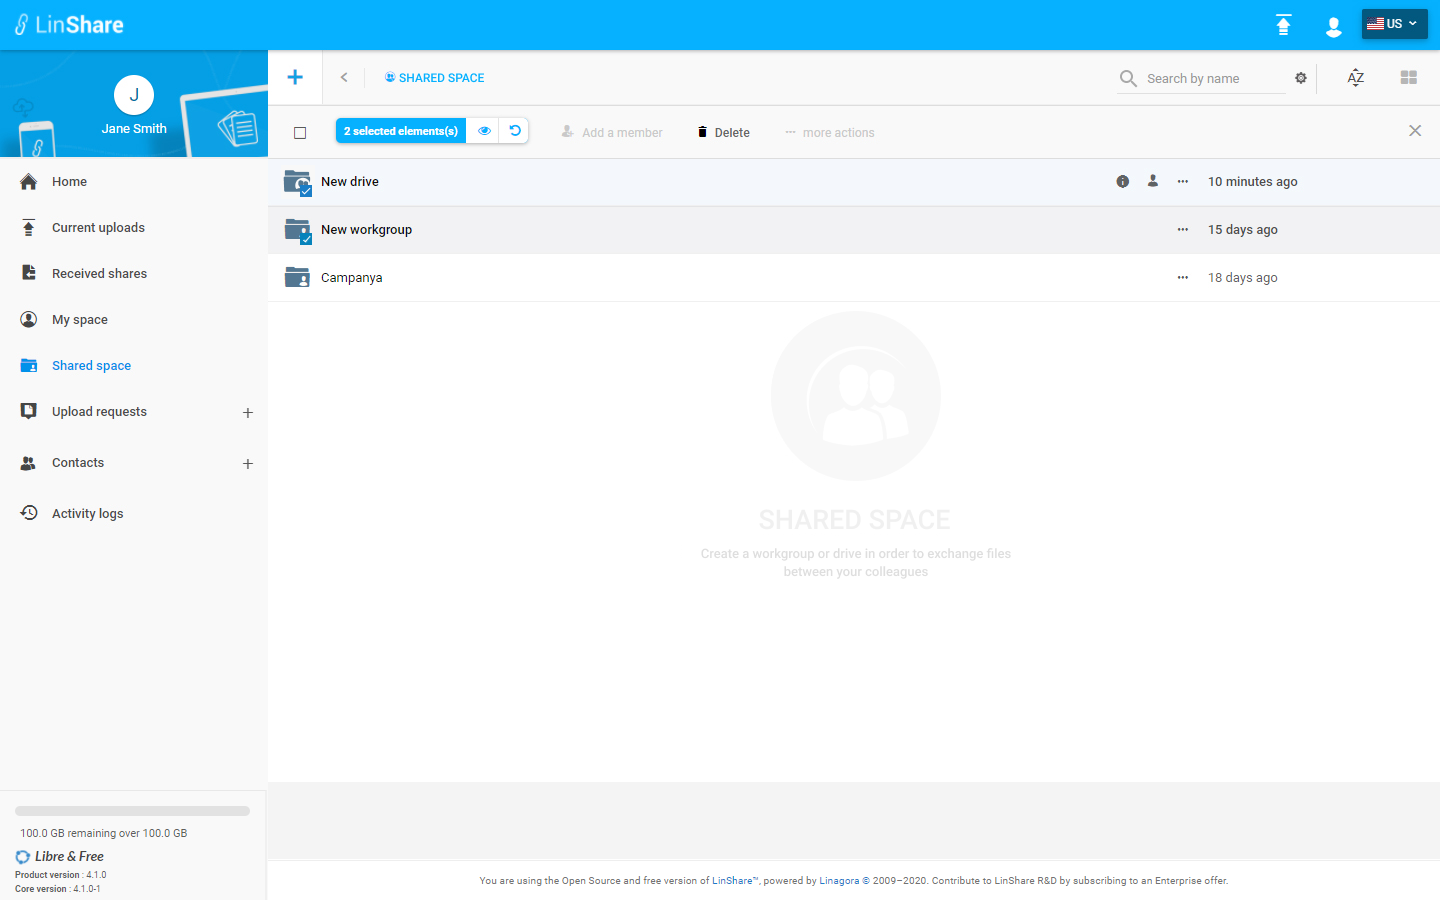 LinShare
US
J
Jane Smith
Home
Current uploads
Received shares
My space
Shared space
Upload requests
Contacts
Activity logs
100.0 GB remaining over 100.0 GB
Libre & Free
Product version : 4.1.0
Core version : 4.1.0-1
SHARED SPACE
Search by name
AZ
2 selected elements(s)
Add a member
Delete
more actions
New drive
10 minutes ago
New workgroup
15 days ago
Campanya
18 days ago
SHARED SPACE
Create a workgroup or drive in order to exchange files
between your colleagues
You are using the Open Source and free version of LinShare™, powered by Linagora © 2009–2020. Contribute to LinShare R&D by subscribing to an Enterprise offer.